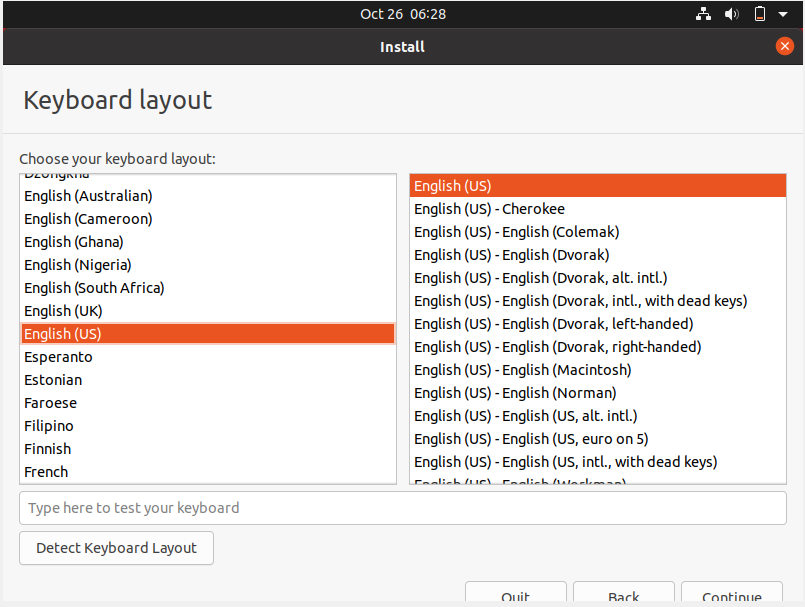 Oct 26 06:28
Install
Keyboard layout
Choose your keyboard layout:
Dzongkha
English (Australian)
English (Cameroon)
English (Ghana)
English (Nigeria)
English (South Africa)
English (UK)
English (US)
Esperanto
Estonian
Faroese
Filipino
Finnish
French
English (US)
English (US) - Cherokee
English (US) - English (Colemak)
English (US) - English (Dvorak)
English (US) - English (Dvorak, alt. intl.)
English (US) - English (Dvorak, intl., with dead keys)
English (US) - English (Dvorak, left-handed)
English (US) - English (Dvorak, right-handed)
English (US) - English (Macintosh)
English (US) - English (Norman)
English (US) - English (US, alt. intl.)
English (US) - English (US, euro on 5)
English (US) - English (US, intl., with dead keys)
English (US) - English (Workman)
Type here to test your keyboard
Detect Keyboard Layout
Quit Back Continue